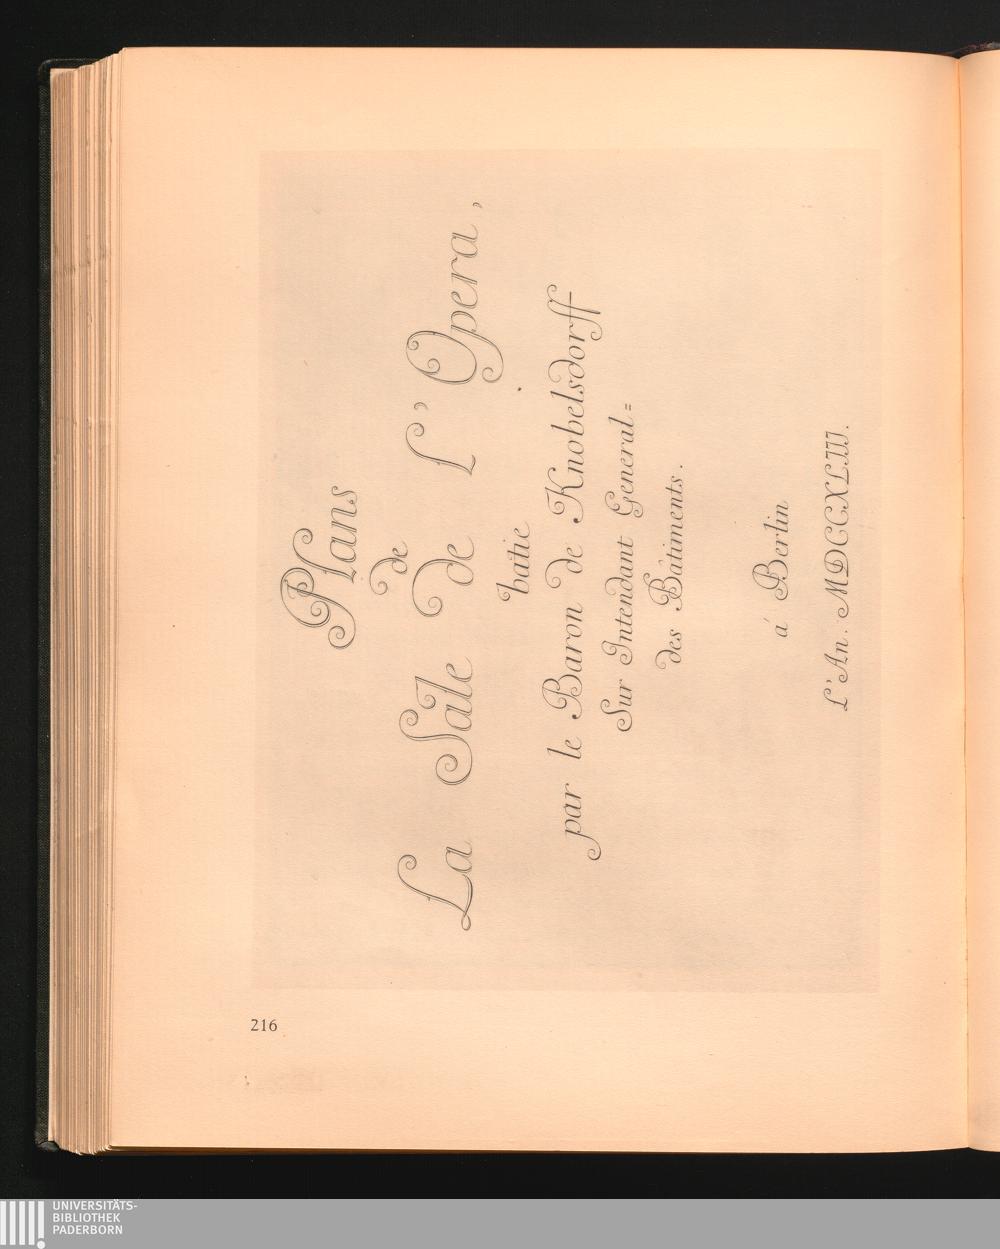 Plans
de
La Sale de L'Opera,
batie
par le Baron de Knobelsdorff
Sur Intendant General=
des Bátiments.
á Berlin
L'An. MDCCXLIII.
216
UNIVERSITÄTS-
BIBLIOTHEK
PADERBORN